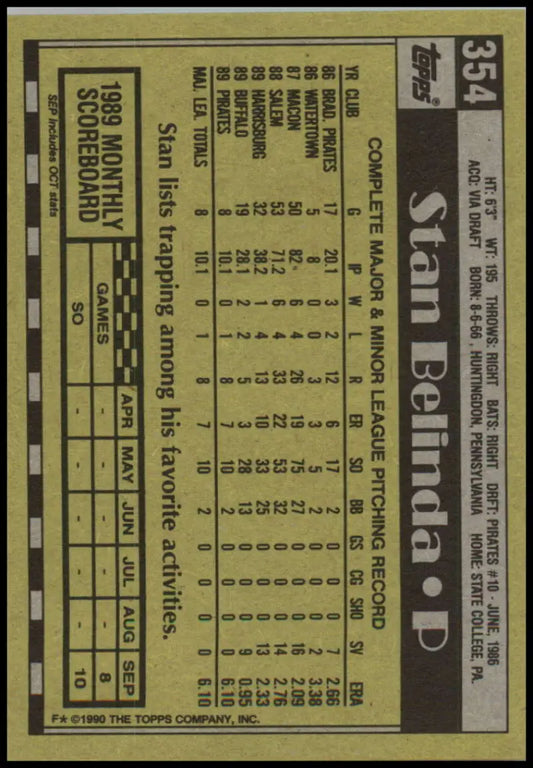 354
HT: 6'3" WT: 195 THROWS: RIGHT BATS: RIGHT DRFT: PIRATES #10 - JUNE, 1986
ACQ: VIA DRAFT BORN: 8-6-66, HUNTINGDON, PENNSYLVANIA HOME: STATE COLLEGE, PA.
topps®
Stan Belinda • P
COMPLETE MAJOR & MINOR LEAGUE PITCHING RECORD
YR CLUB G IP W L R ER SO BB GS CG SHO SV ERA
86 BRAD. PIRATES 17 20.1 3 2 12 6 17 2 0 0 0 7 2.66
86 WATERTOWN 5 8 0 0 3 3 5 2 0 0 0 2 3.38
87 MACON 50 82 6 4 26 19 75 27 0 0 0 16 2.09
88 SALEM 53 71.2 6 4 33 22 53 32 0 0 0 14 2.76
89 HARRISBURG 32 38.2 1 4 13 10 33 25 0 0 0 13 2.33
89 BUFFALO 19 28.1 2 2 5 3 28 13 0 0 0 9 0.95
89 PIRATES 8 10.1 0 1 8 7 10 2 0 0 0 0 6.10
MAJ. LEA. TOTALS 8 10.1 0 1 8 7 10 2 0 0 0 0 6.10
Stan lists trapping among his favorite activities.
1989 MONTHLY
SCOREBOARD
APR MAY JUN JUL AUG SEP
GAMES - - - - - 8
SO - - - - - 10
SEP includes OCT stats
F* ©1990 THE TOPPS COMPANY, INC.